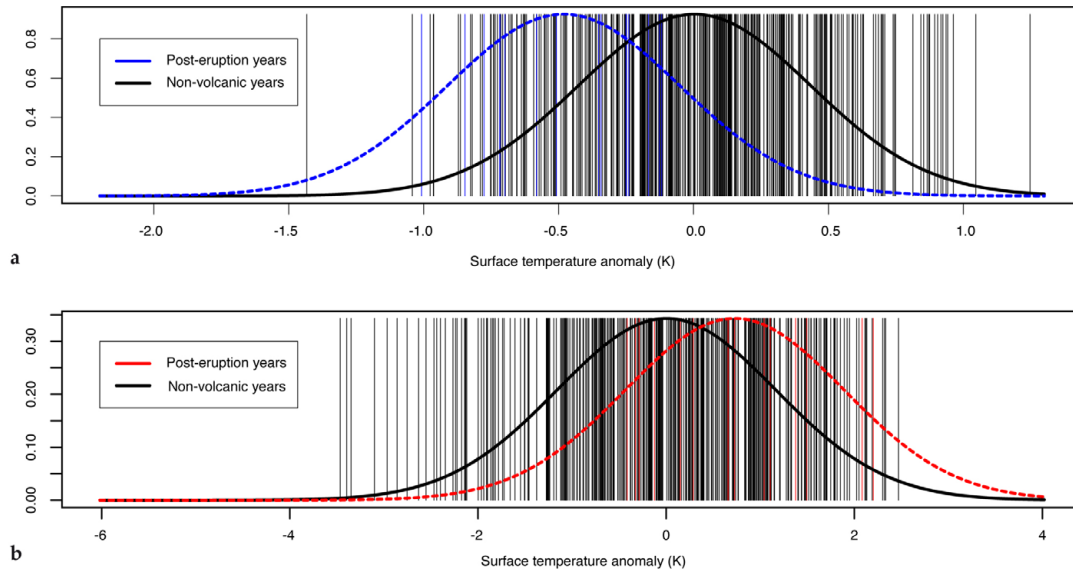 0.8
0.6
0.4
0.2
0.0
Post-eruption years
Non-volcanic years
-2.0 -1.5 -1.0 -0.5 0.0 0.5 1.0
a
Surface temperature anomaly (K)
0.30
0.20
0.10
0.00
Post-eruption years
Non-volcanic years
-6 -4 -2 0 2 4
b
Surface temperature anomaly (K)